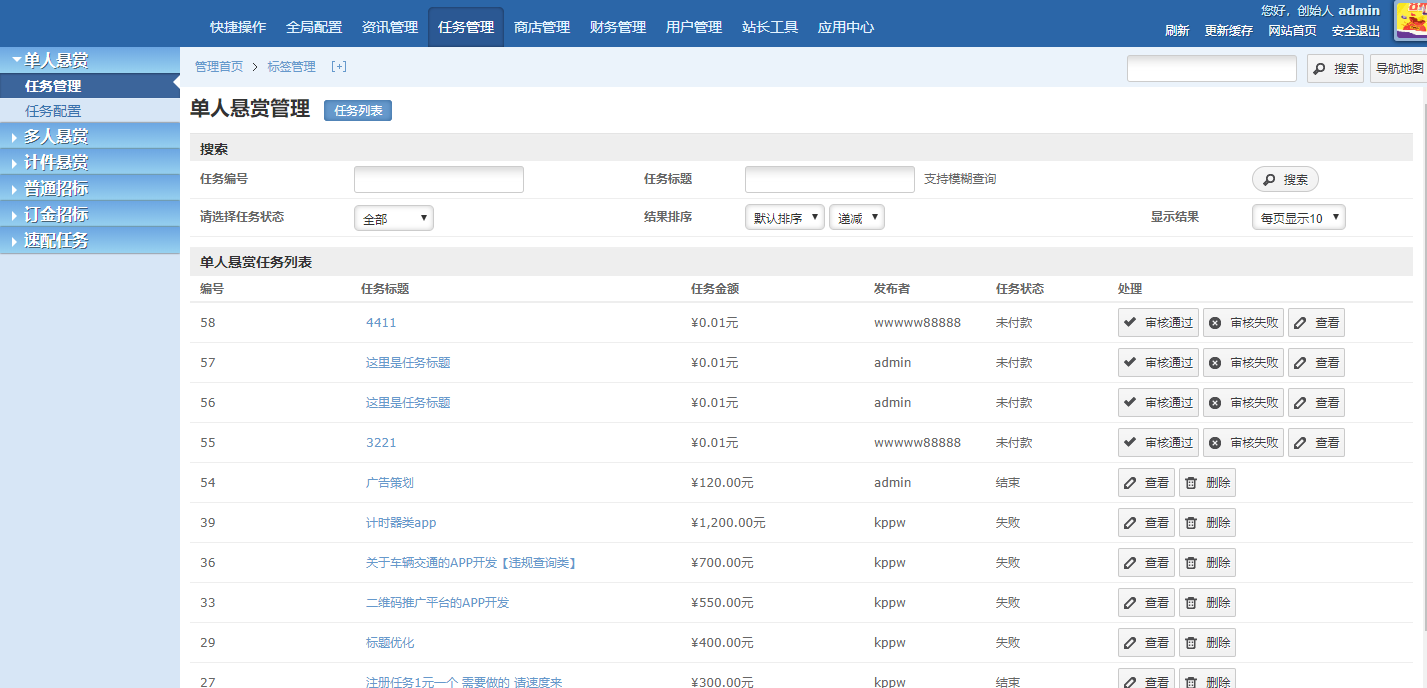 您好, 创始人 admin
快捷操作 全局配置 资讯管理 任务管理 商店管理 财务管理 用户管理 站长工具 应用中心
刷新 更新缓存 网站首页 安全退出
单人悬赏
任务管理
任务配置
多人悬赏
计件悬赏
普通招标
订金招标
速配任务
管理首页 > 标签管理 [+]
搜索 导航地图
单人悬赏管理 任务列表
搜索
任务编号 任务标题 支持模糊查询 搜索
请选择任务状态 全部 结果排序 默认排序 递减 显示结果 每页显示10
单人悬赏任务列表
编号 任务标题 任务金额 发布者 任务状态 处理
58 4411 ¥0.01元 wwwww88888 未付款 审核通过 审核失败 查看
57 这里是任务标题 ¥0.01元 admin 未付款 审核通过 审核失败 查看
56 这里是任务标题 ¥0.01元 admin 未付款 审核通过 审核失败 查看
55 3221 ¥0.01元 wwwww88888 未付款 审核通过 审核失败 查看
54 广告策划 ¥120.00元 admin 结束 查看 删除
39 计时器类app ¥1,200.00元 kppw 失败 查看 删除
36 关于车辆交通的APP开发【违规查询类】 ¥700.00元 kppw 失败 查看 删除
33 二维码推广平台的APP开发 ¥550.00元 kppw 失败 查看 删除
29 标题优化 ¥400.00元 kppw 失败 查看 删除
27 注册任务1元一个 需要做的 请速度来 ¥300.00元 kppw 结束 查看 删除